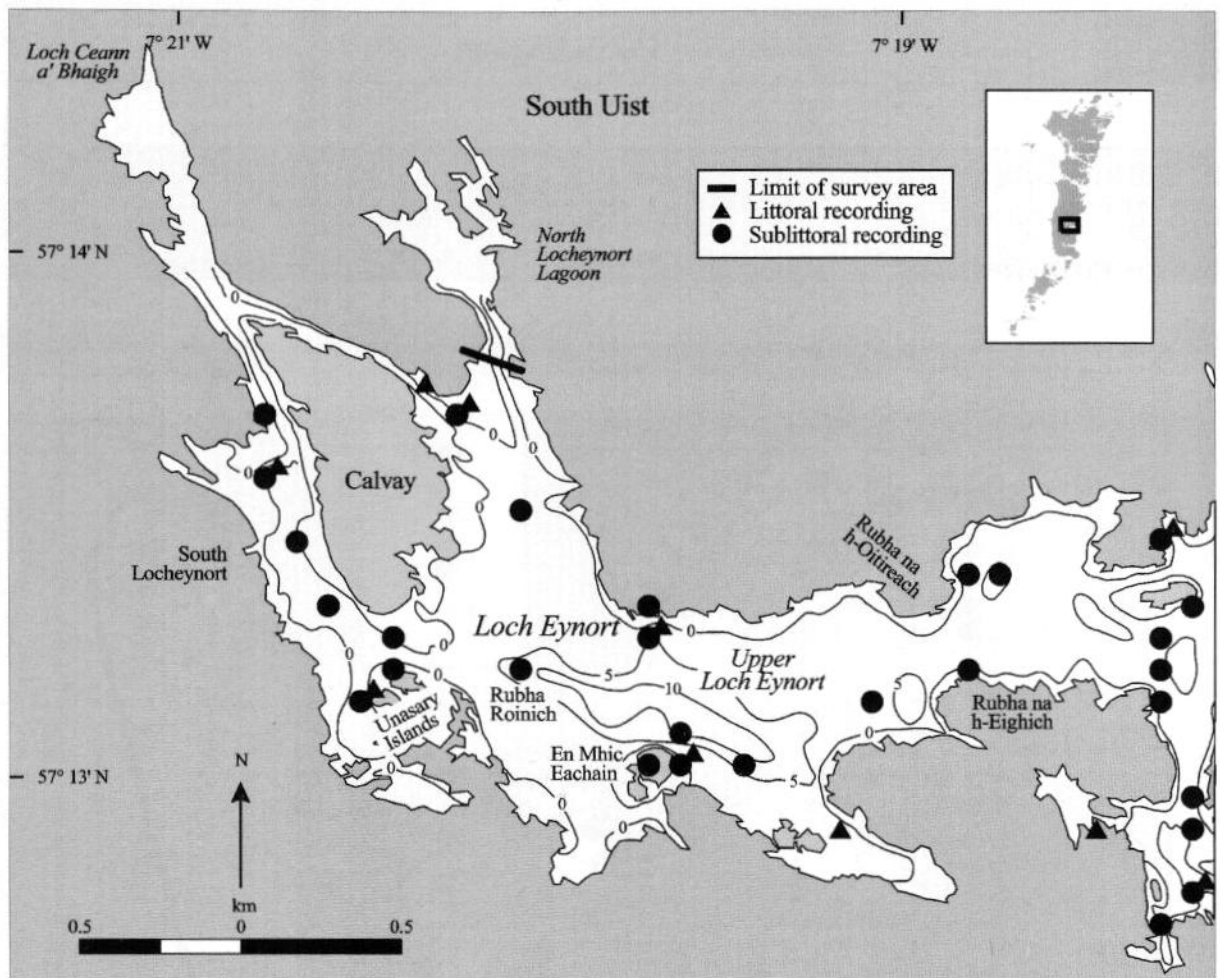 7° 21' W
7° 19' W
Loch Ceann
a' Bhaigh
South Uist
Limit of survey area
Littoral recording
Sublittoral recording
North
Locheynort
Lagoon
57° 14' N
0
0
0
0
0
0
Calvay
0
South
Locheynort
Rubha na
h-Oitireach
Loch Eynort
0
0
Upper
Loch Eynort
0
5
10
0
Rubha
Roinich
5
Unasary
Islands
Rubha na
h-Eighich
0
En Mhic
Eachain
57° 13' N
N
0
5
0
0
km
0.5
0
0.5